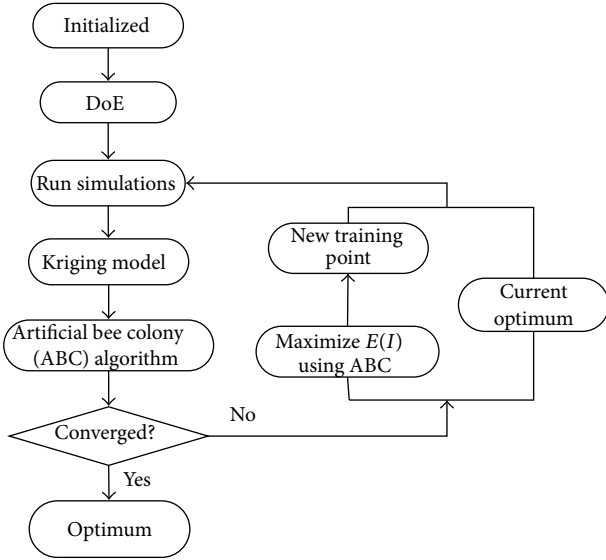 Initialized
DoE
Run simulations
Kriging model
Artificial bee colony
(ABC) algorithm
Converged?
No
Yes
Optimum
New training
point
Maximize E(I)
using ABC
Current
optimum